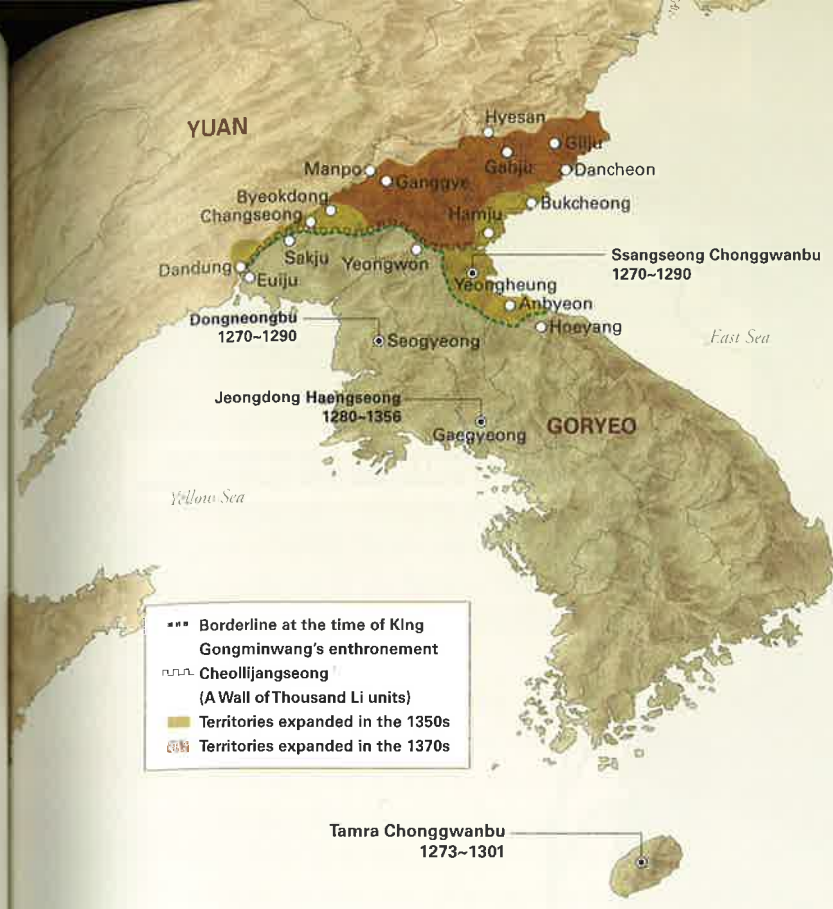 YUAN
Hyesan
Gilju
Gabju
Dancheon
Manpo
Ganggye
Byeokdong
Bukcheong
Changseong
Hamju
Sakju
Yeongwon
Ssangseong Chonggwanbu
1270~1290
Dandung
Euiju
Yeongheung
Anbyeon
Dongneongbu
1270~1290
Hoeyang
Seogyeong
East Sea
Jeongdong Haengseong
1280~1356
Gaegyeong
GORYEO
Yellow Sea
Borderline at the time of KIng
Gongminwang's enthronement
Cheollijangseong
(A Wall of Thousand Li units)
Territories expanded in the 1350s
Territories expanded in the 1370s
Tamra Chonggwanbu
1273~1301